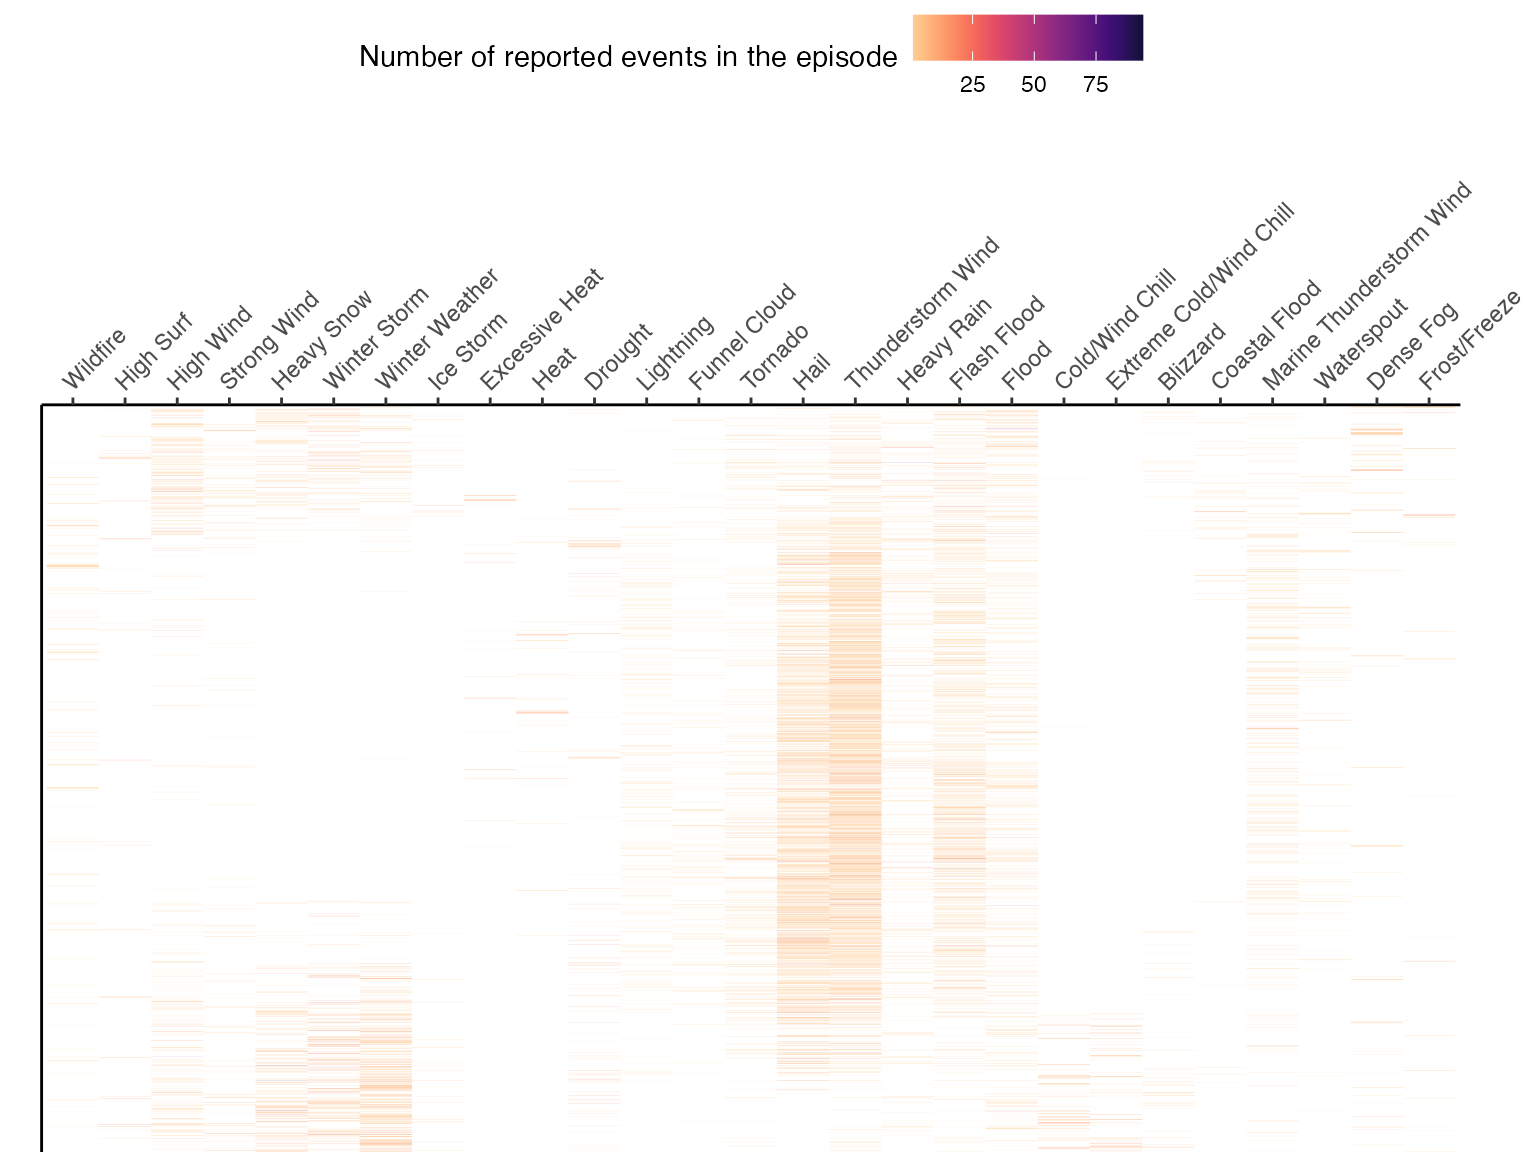 Number of reported events in the episode
25 50 75
Wildfire
High Surf
High Wind
Strong Wind
Heavy Snow
Winter Storm
Winter Weather
Ice Storm
Excessive Heat
Heat
Drought
Lightning
Funnel Cloud
Tornado
Hail
Thunderstorm Wind
Heavy Rain
Flash Flood
Flood
Cold/Wind Chill
Extreme Cold/Wind Chill
Blizzard
Coastal Flood
Marine Thunderstorm Wind
Waterspout
Dense Fog
Frost/Freeze